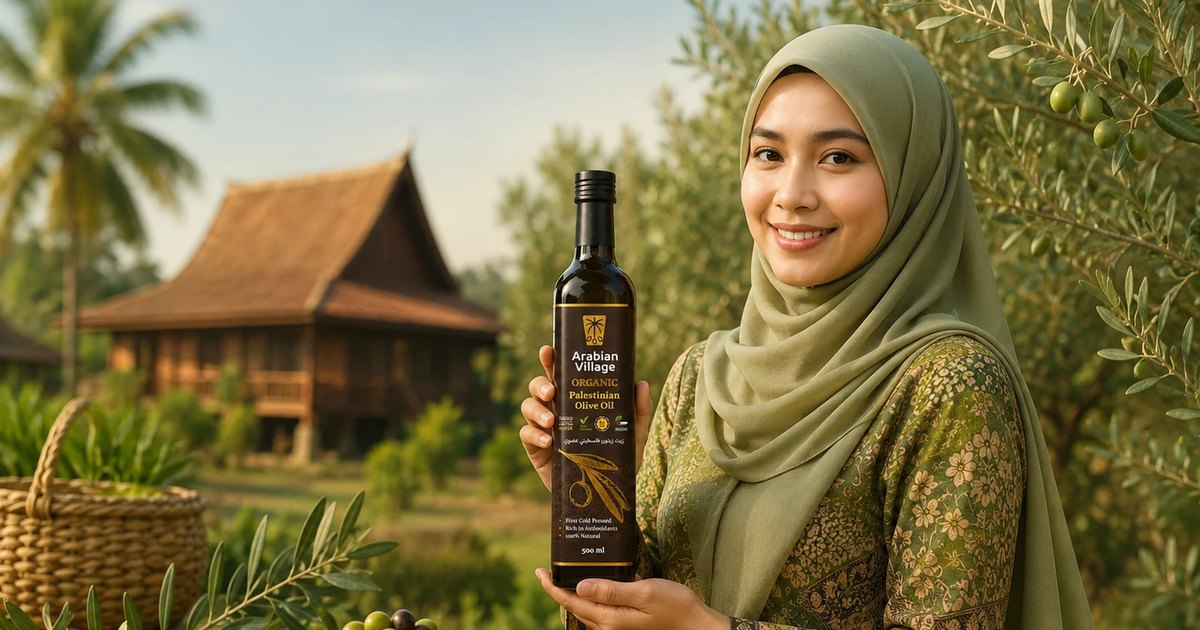 Arabian
Village
ORGANIC
Palestinian
Olive Oil
زيت زيتون فلسطيني عضوي
First Cold Pressed
Rich in Antioxidants
100% Natural
500 ml